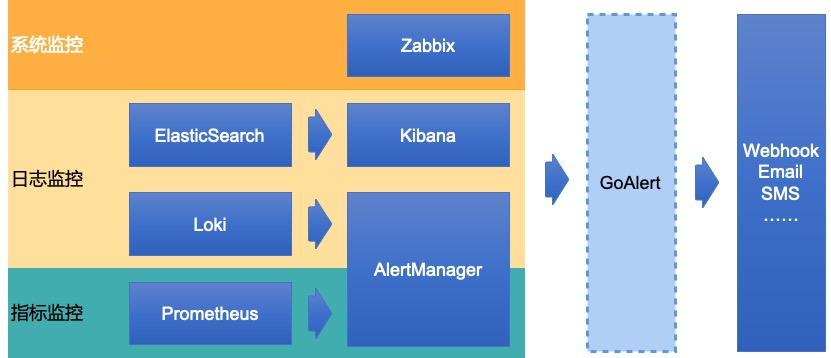 系统监控
Zabbix
ElasticSearch
Kibana
日志监控
Loki
AlertManager
指标监控
Prometheus
GoAlert
Webhook
Email
SMS
……